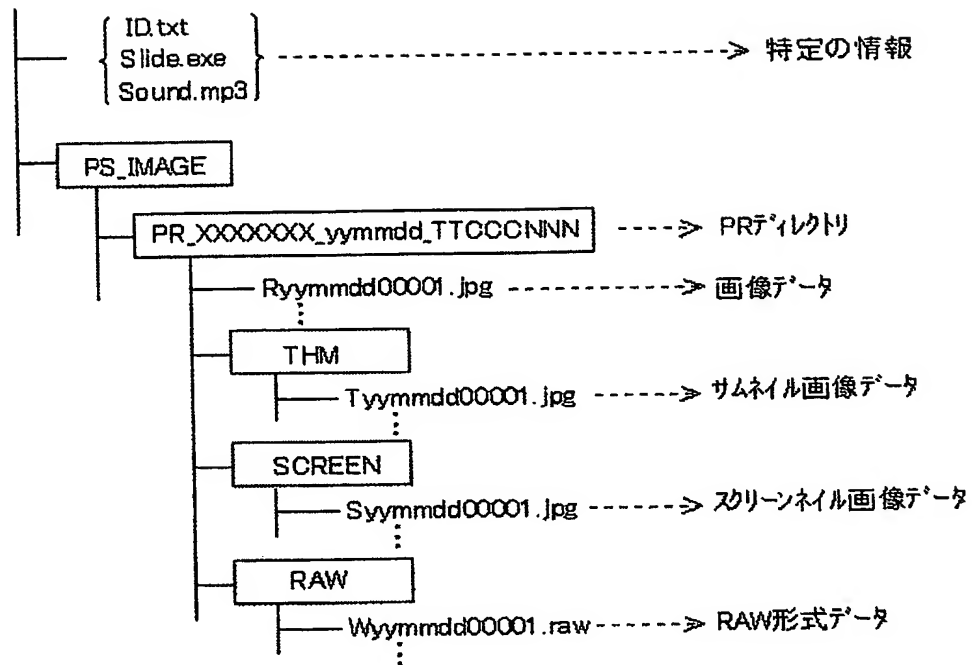 ID.txt
Slide.exe
Sound.mp3
特定の情報
PS_IMAGE
PR_XXXXXXX_yymmdd_TTCCCNNN
PRディレクトリ
Ryymmdd00001.jpg
画像データ
THM
Tyymmdd00001.jpg
サムネイル画像データ
SCREEN
Syymmdd00001.jpg
スクリーンネイル画像データ
RAW
Wyymmdd00001.raw
RAW形式データ